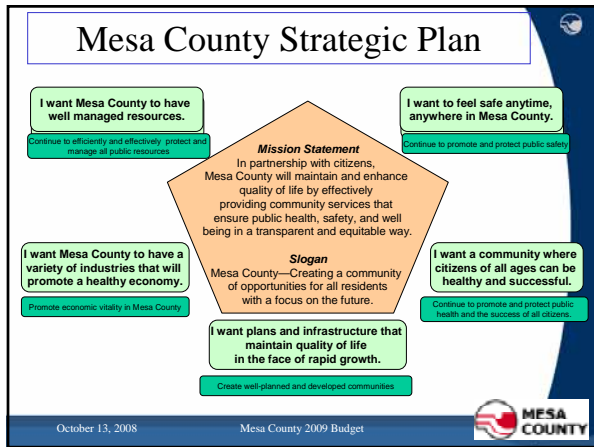 Mesa County Strategic Plan
I want Mesa County to have
well managed resources.
Continue to efficiently and effectively protect and
manage all public resources
I want to feel safe anytime,
anywhere in Mesa County.
Continue to promote and protect public safety
Mission Statement
In partnership with citizens,
Mesa County will maintain and enhance
quality of life by effectively
providing community services that
ensure public health, safety, and well
being in a transparent and equitable way.
Slogan
Mesa County—Creating a community
of opportunities for all residents
with a focus on the future.
I want Mesa County to have a
variety of industries that will
promote a healthy economy.
Promote economic vitality in Mesa County
I want a community where
citizens of all ages can be
healthy and successful.
Continue to promote and protect public
health and the success of all citizens.
I want plans and infrastructure that
maintain quality of life
in the face of rapid growth.
Create well-planned and developed communities
October 13, 2008
Mesa County 2009 Budget
MESA
COUNTY